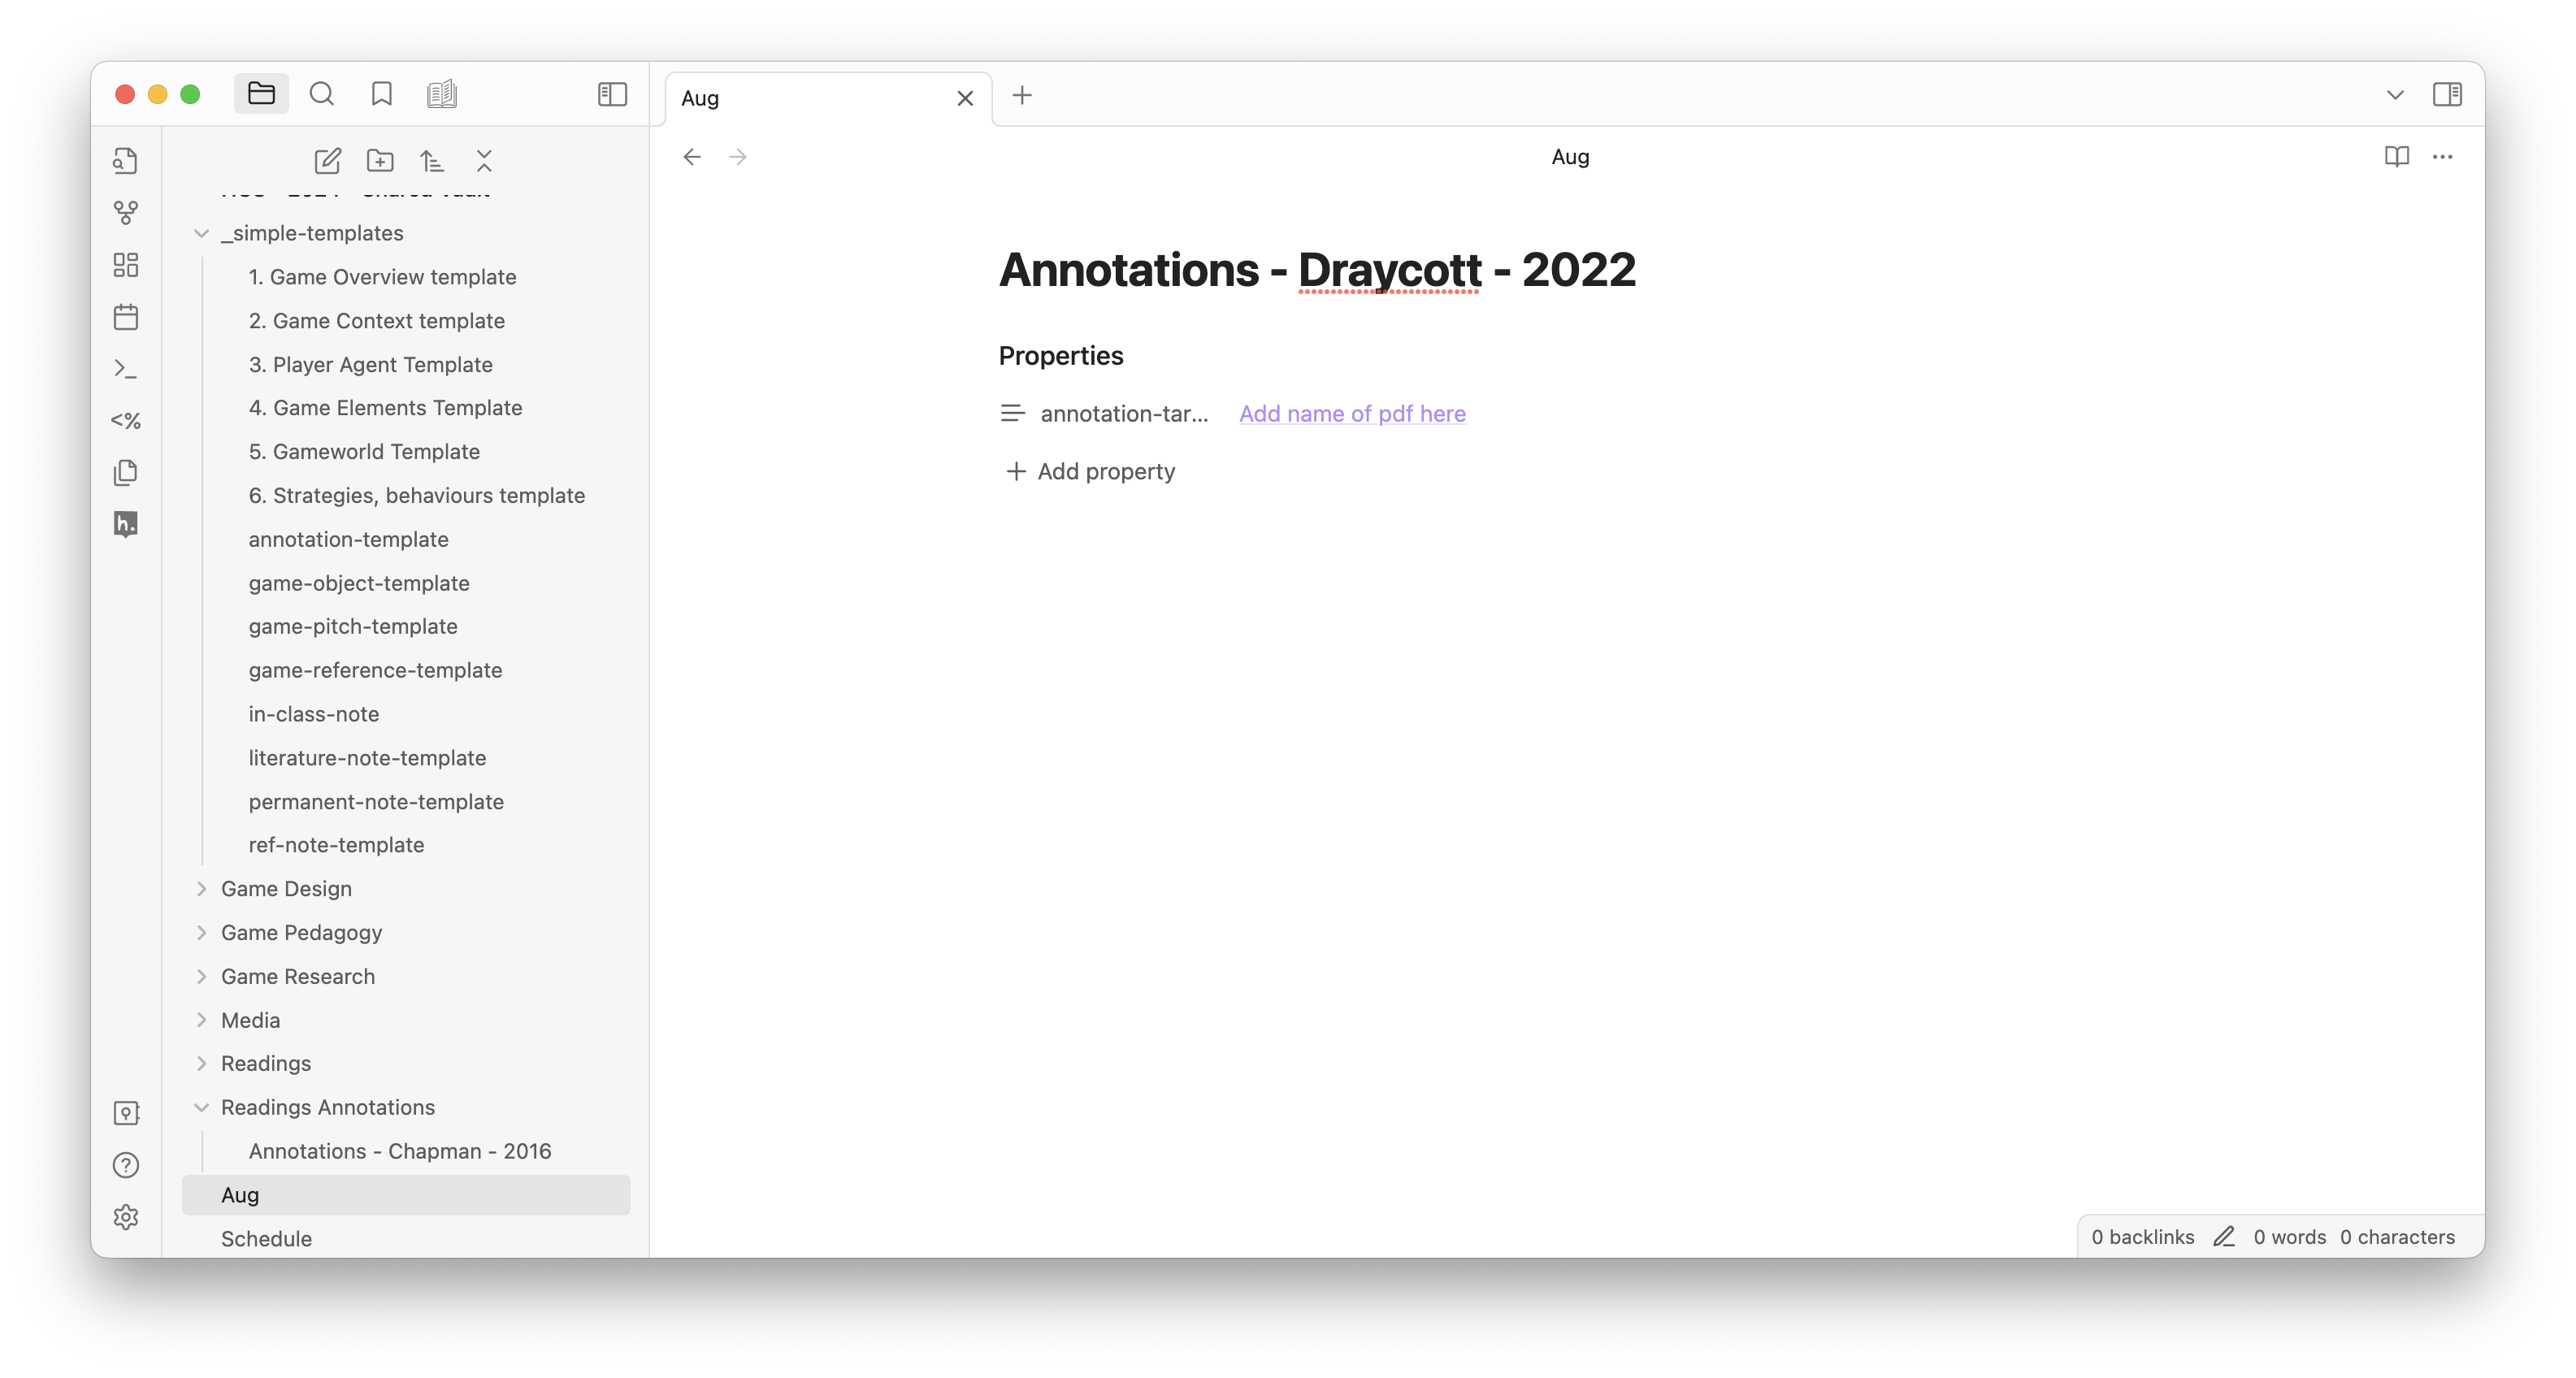 Aug
Aug
_simple-templates
1. Game Overview template
2. Game Context template
3. Player Agent Template
4. Game Elements Template
5. Gameworld Template
6. Strategies, behaviours template
annotation-template
game-object-template
game-pitch-template
game-reference-template
in-class-note
literature-note-template
permanent-note-template
ref-note-template
Game Design
Game Pedagogy
Game Research
Media
Readings
Readings Annotations
Annotations - Chapman - 2016
Aug
Schedule
<%
h.
Annotations - Draycott - 2022
Properties
annotation-tar... Add name of pdf here
Add property
0 backlinks 0 words 0 characters